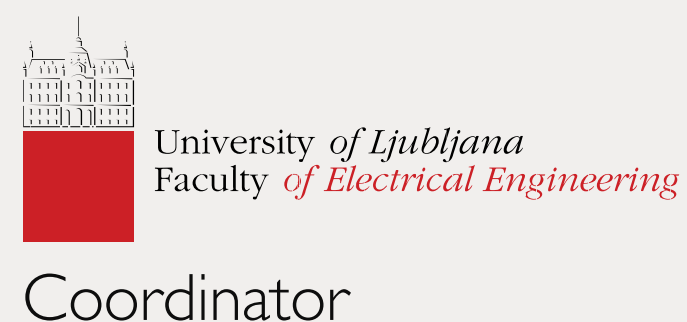 University of Ljubljana
Faculty of Electrical Engineering
Coordinator